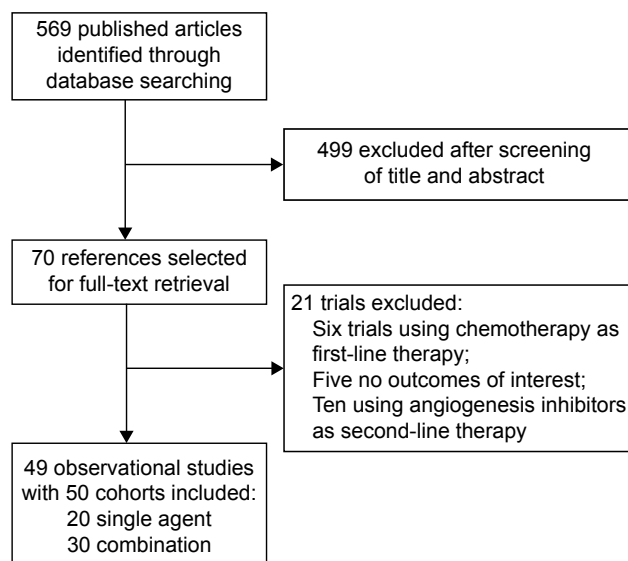 569 published articles
identified through
database searching
499 excluded after screening
of title and abstract
70 references selected
for full-text retrieval
21 trials excluded:
Six trials using chemotherapy as
first-line therapy;
Five no outcomes of interest;
Ten using angiogenesis inhibitors
as second-line therapy
49 observational studies
with 50 cohorts included:
20 single agent
30 combination